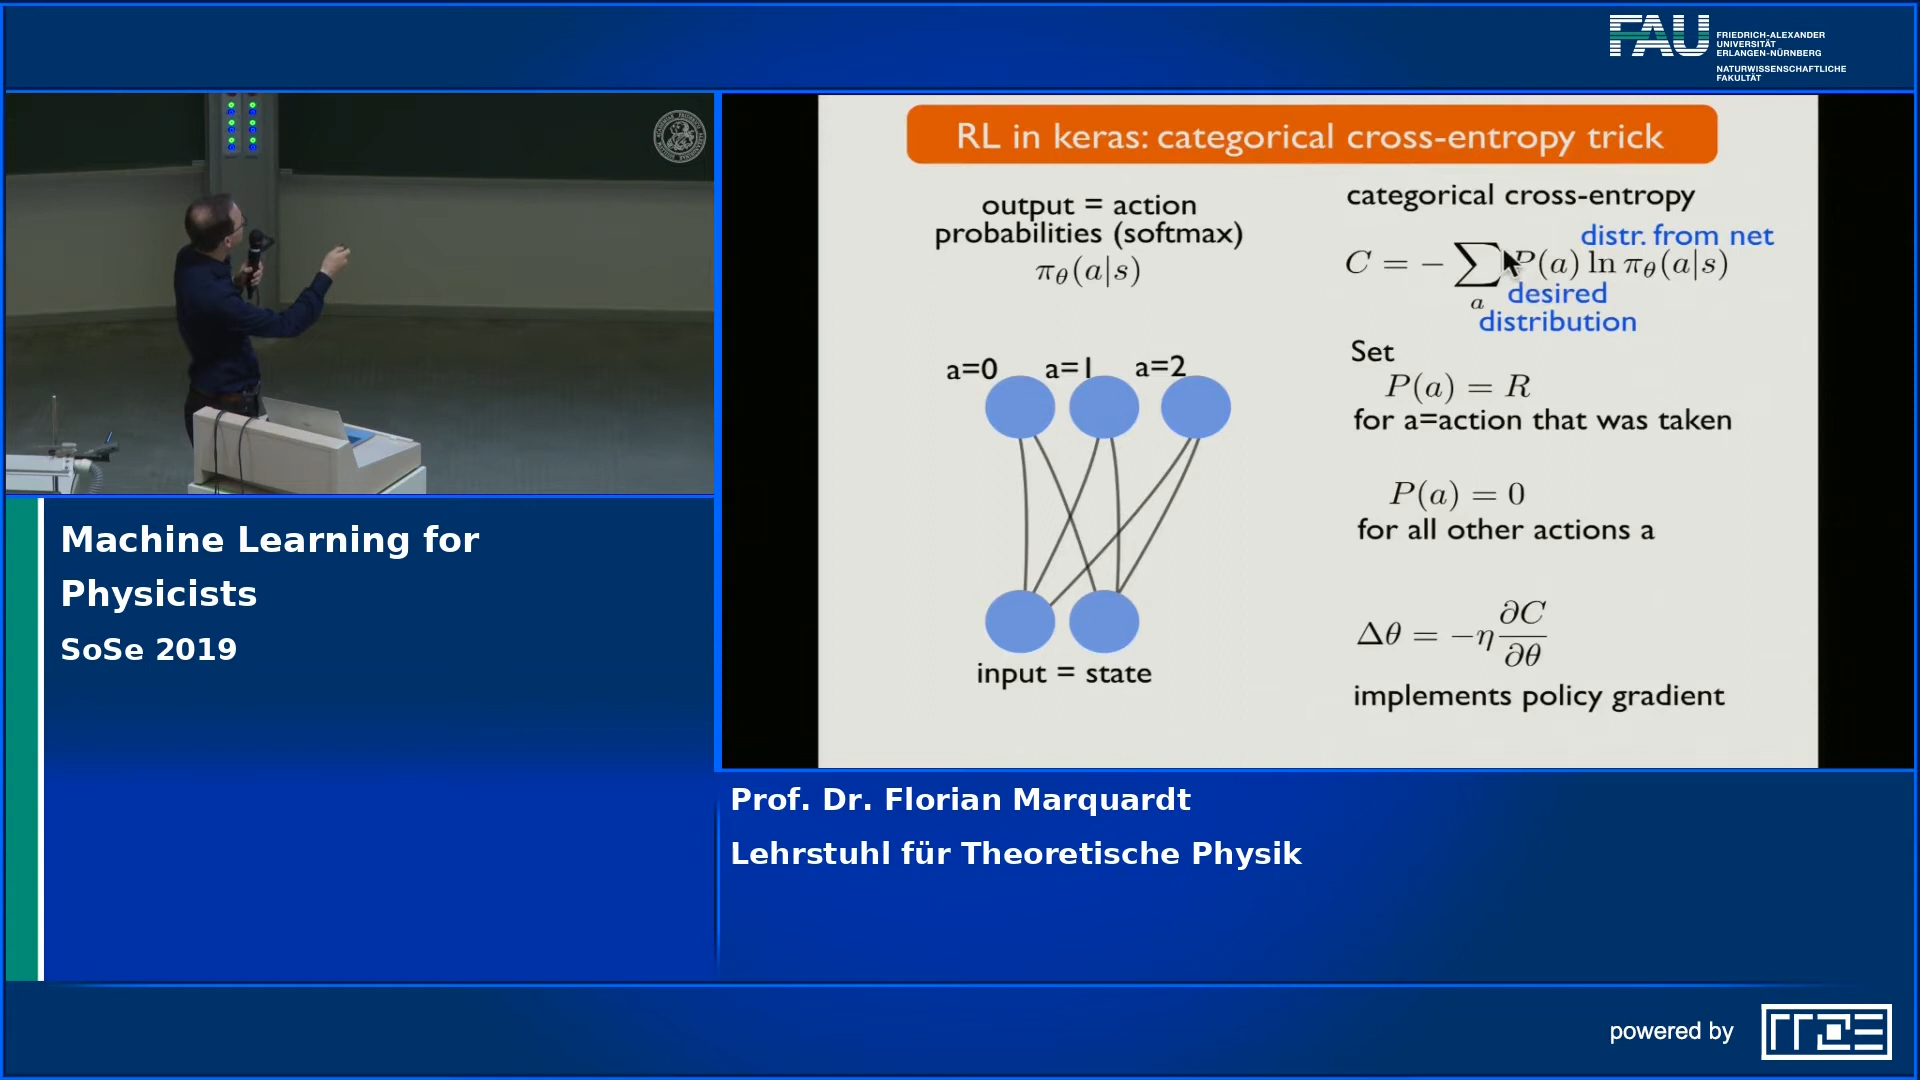 FAU
FRIEDRICH-ALEXANDER
UNIVERSITÄT
ERLANGEN-NÜRNBERG
NATURWISSENSCHAFTLICHE
FAKULTÄT
RL in keras: categorical cross-entropy trick
output = action
probabilities (softmax)
π_θ(a|s)
a=0 a=1 a=2
input = state
categorical cross-entropy
distr. from net
C = − ∑_a P(a) ln π_θ(a|s)
desired
distribution
Set
P(a) = R
for a=action that was taken
P(a) = 0
for all other actions a
Δθ = −η ∂C/∂θ
implements policy gradient
Machine Learning for
Physicists
SoSe 2019
Prof. Dr. Florian Marquardt
Lehrstuhl für Theoretische Physik
powered by
rrze